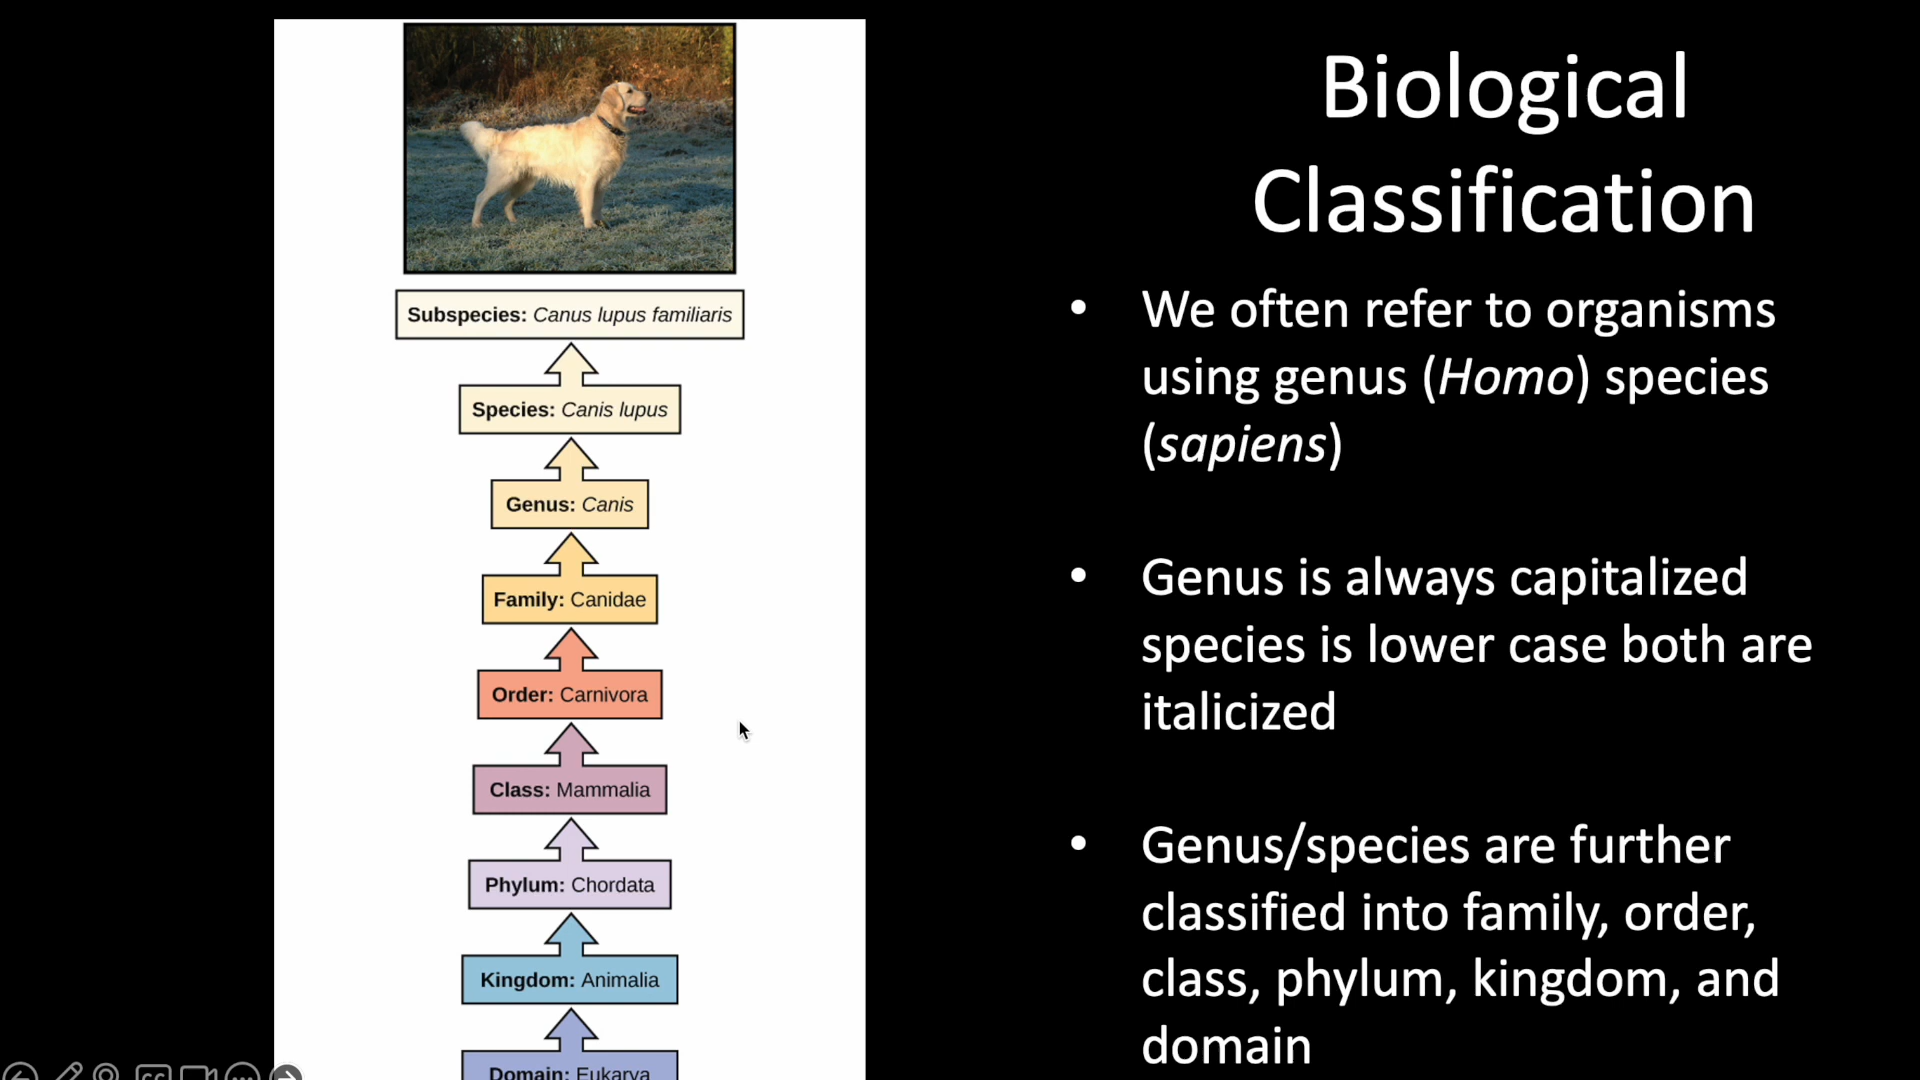 Subspecies: Canus lupus familiaris
Species: Canis lupus
Genus: Canis
Family: Canidae
Order: Carnivora
Class: Mammalia
Phylum: Chordata
Kingdom: Animalia
Domain: Eukarya
Biological
Classification
• We often refer to organisms
using genus (Homo) species
(sapiens)
• Genus is always capitalized
species is lower case both are
italicized
• Genus/species are further
classified into family, order,
class, phylum, kingdom, and
domain
CC